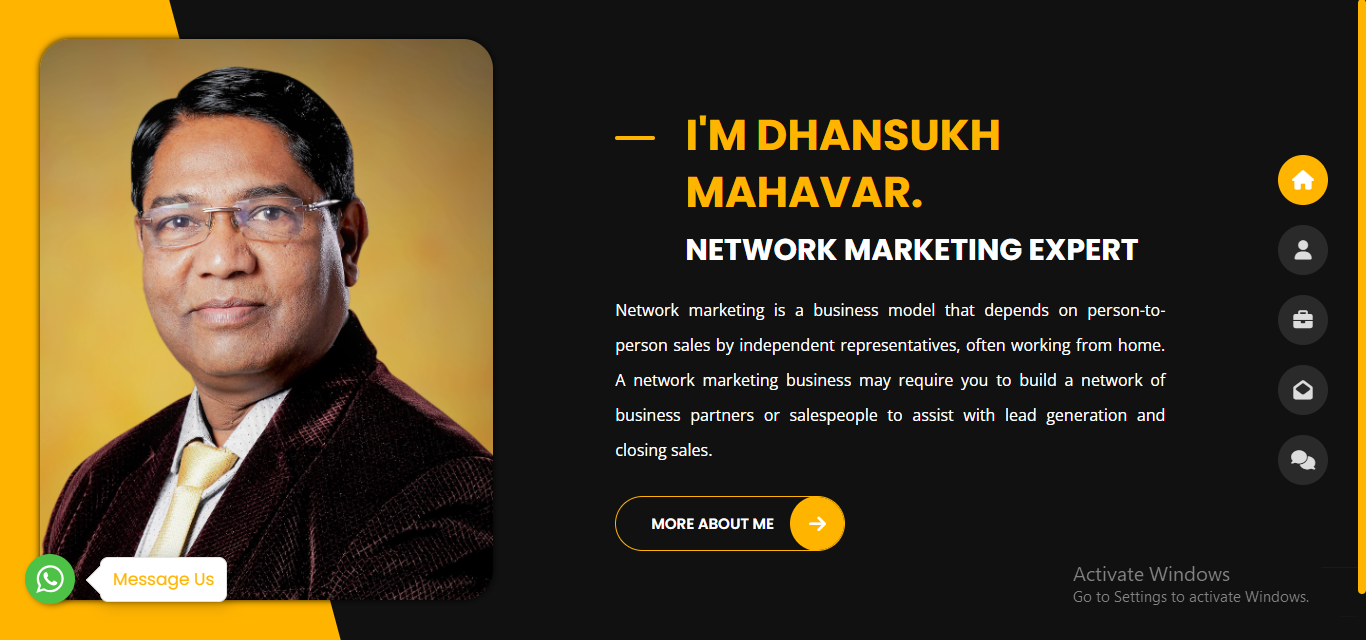 I'M DHANSUKH
MAHAVAR.
NETWORK MARKETING EXPERT
Network marketing is a business model that depends on person-to-
person sales by independent representatives, often working from home.
A network marketing business may require you to build a network of
business partners or salespeople to assist with lead generation and
closing sales.
MORE ABOUT ME
Message Us
Activate Windows
Go to Settings to activate Windows.